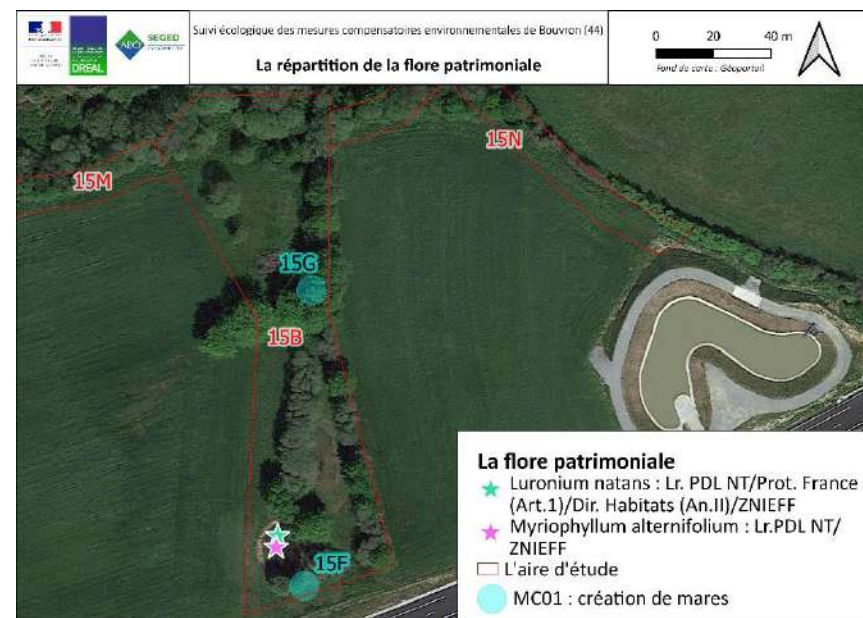 DREAL
ABO
SEGED
Suivi écologique des mesures compensatoires environnementales de Bouvron (44)
La répartition de la flore patrimoniale
0 20 40 m
Fond de carte : Géoportail
15M
15N
15G
15B
15F
La flore patrimoniale
Luronium natans : Lr. PDL NT/Prot. France
(Art.1)/Dir. Habitats (An.II)/ZNIEFF
Myriophyllum alternifolium : Lr.PDL NT/
ZNIEFF
L'aire d'étude
MC01 : création de mares